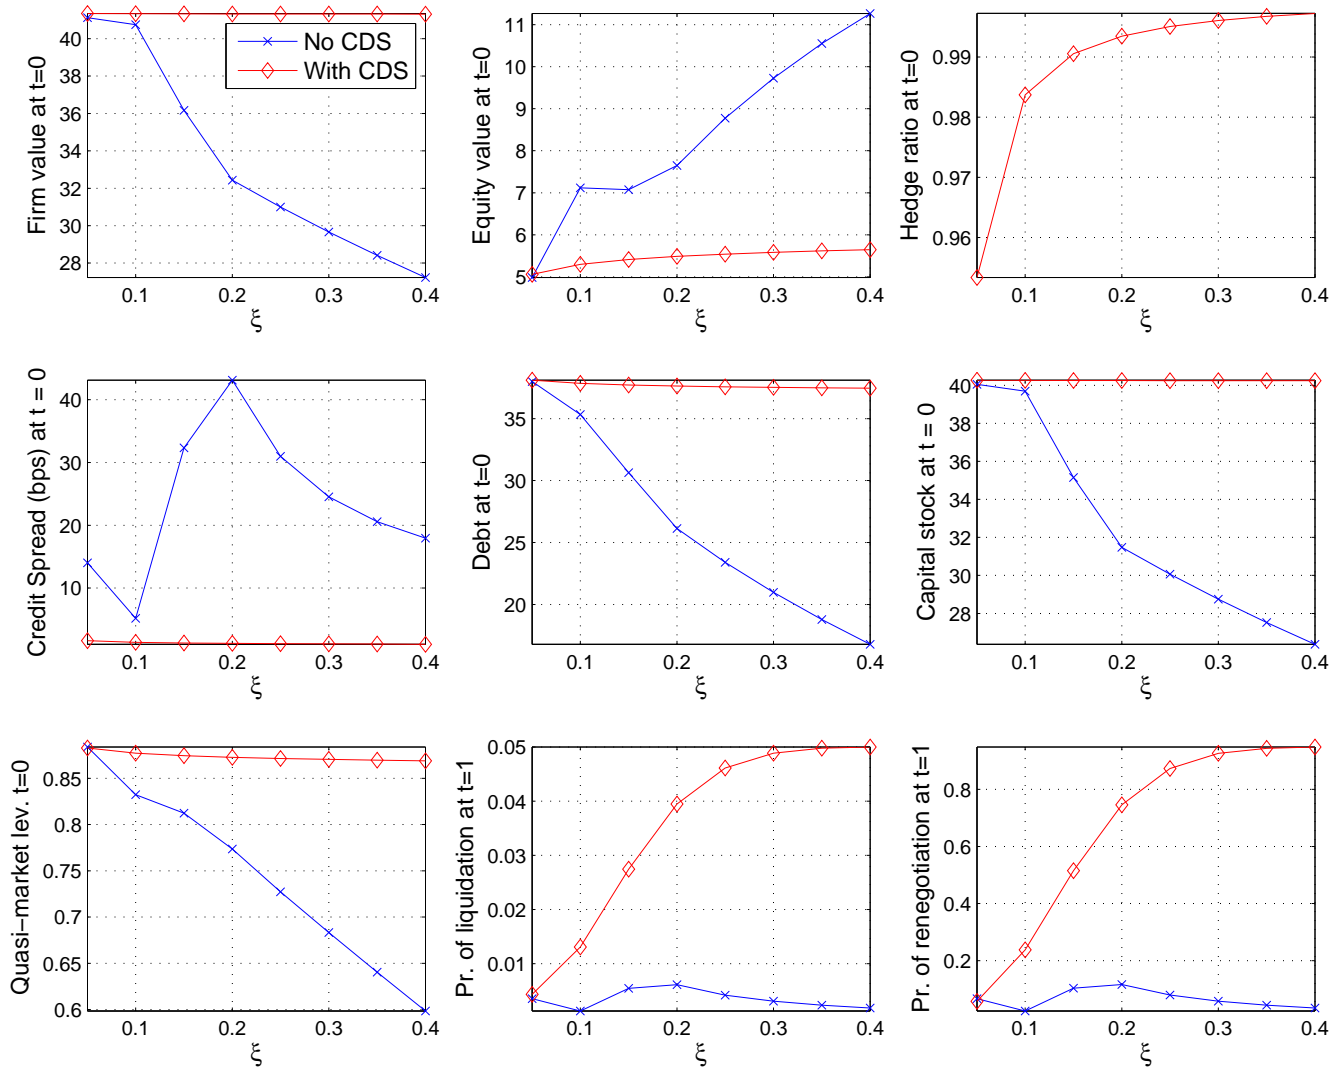 Firm value at t=0
40
38
36
34
32
30
28
0.1 0.2 0.3 0.4
ξ
No CDS
With CDS
Equity value at t=0
11
10
9
8
7
6
5
0.1 0.2 0.3 0.4
ξ
Hedge ratio at t=0
0.99
0.98
0.97
0.96
0.1 0.2 0.3 0.4
ξ
Credit Spread (bps) at t = 0
40
30
20
10
0.1 0.2 0.3 0.4
ξ
Debt at t=0
35
30
25
20
0.1 0.2 0.3 0.4
ξ
Capital stock at t = 0
40
38
36
34
32
30
28
0.1 0.2 0.3 0.4
ξ
Quasi−market lev. t=0
0.85
0.8
0.75
0.7
0.65
0.6
0.1 0.2 0.3 0.4
ξ
Pr. of liquidation at t=1
0.05
0.04
0.03
0.02
0.01
0.1 0.2 0.3 0.4
ξ
Pr. of renegotiation at t=1
0.8
0.6
0.4
0.2
0.1 0.2 0.3 0.4
ξ